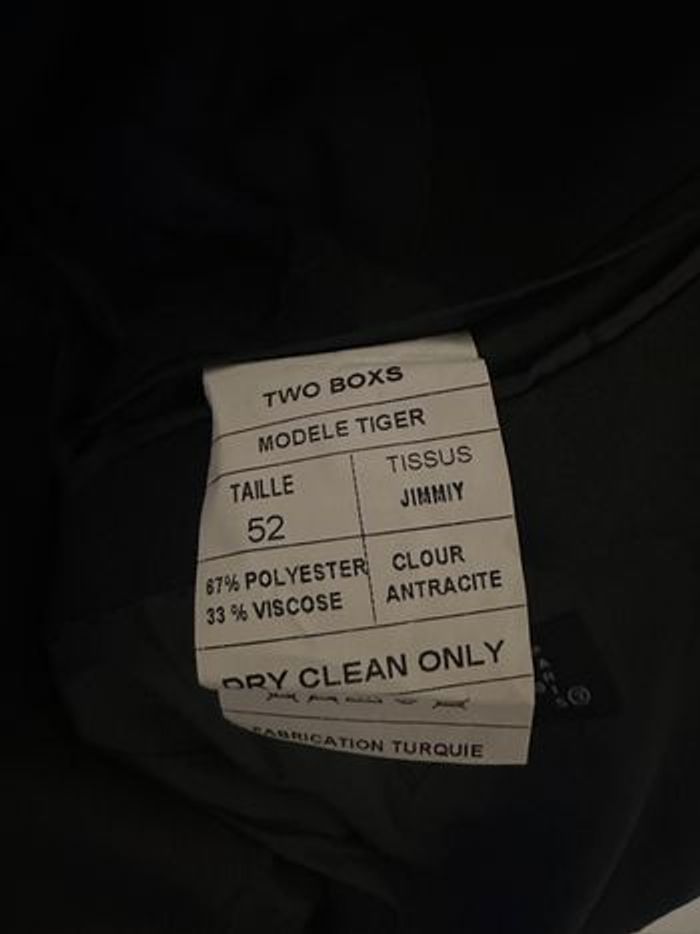 TWO BOXS
MODELE TIGER
TAILLE
52
TISSUS
JIMMIY
67% POLYESTER
33 % VISCOSE
CLOUR
ANTRACITE
DRY CLEAN ONLY
FABRICATION TURQUIE